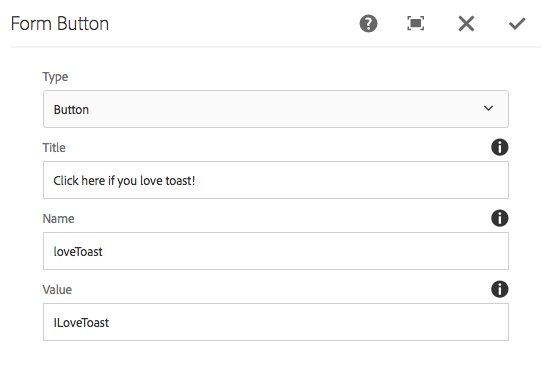 Form Button
Type
Button
Title
Click here if you love toast!
Name
loveToast
Value
ILoveToast